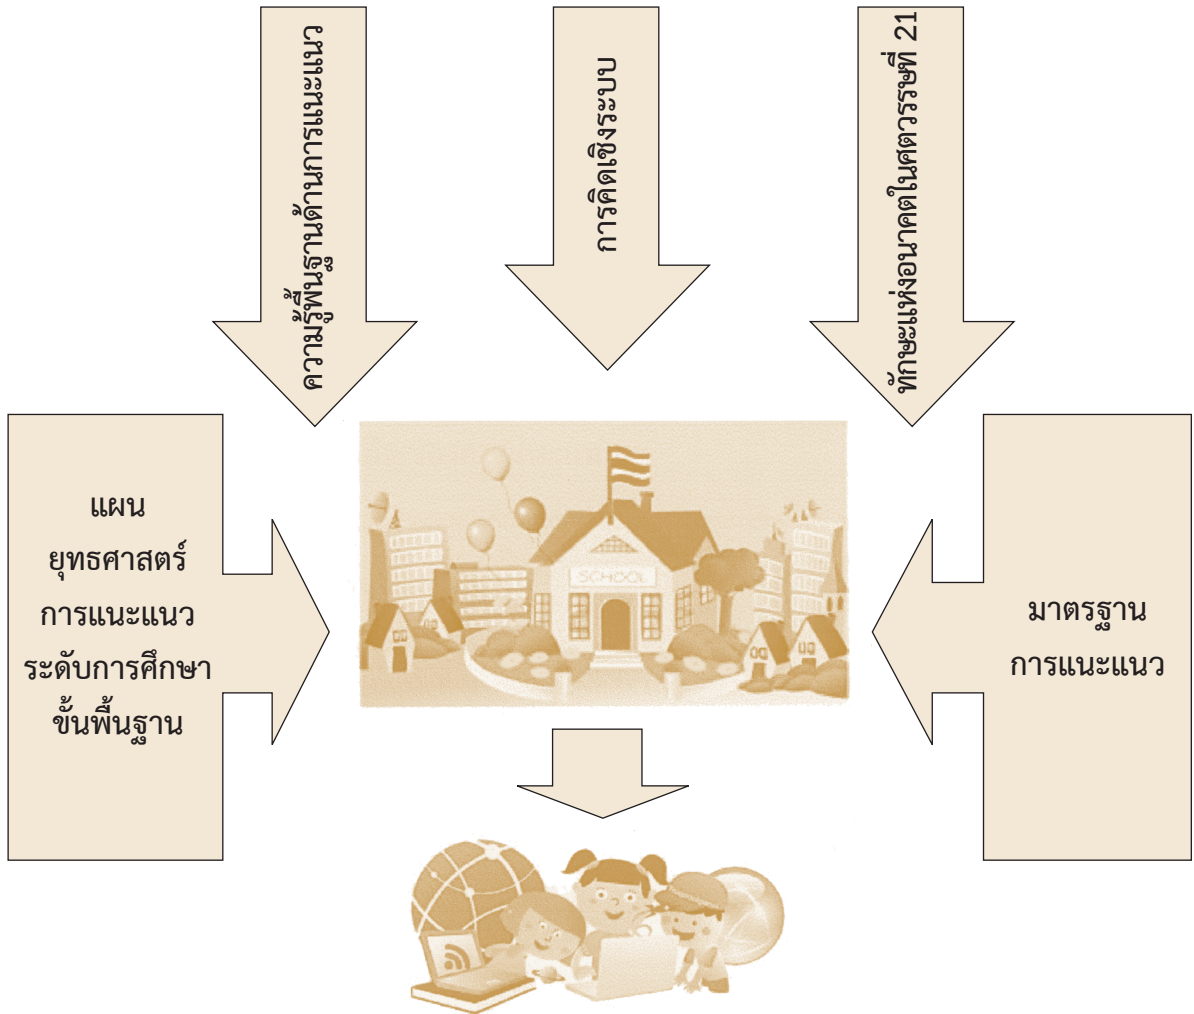 ความรู้พื้นฐานด้านการแนะแนว
การคิดเชิงระบบ
ทักษะแห่งอนาคตในศตวรรษที่ 21
แผน
ยุทธศาสตร์
การแนะแนว
ระดับการศึกษา
ขั้นพื้นฐาน
SCHOOL
มาตรฐาน
การแนะแนว